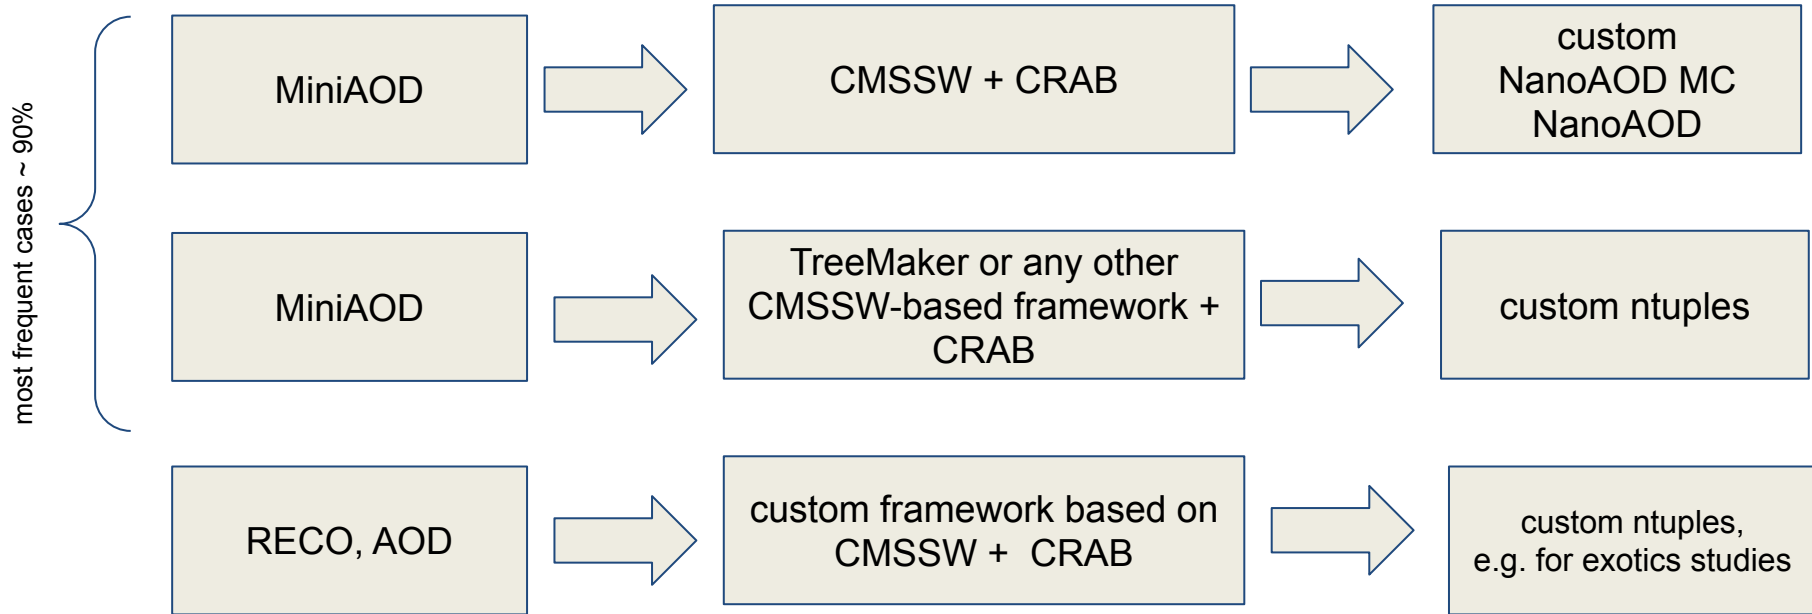 most frequent cases ~ 90%
MiniAOD
CMSSW + CRAB
custom
NanoAOD MC
NanoAOD
MiniAOD
TreeMaker or any other
CMSSW-based framework +
CRAB
custom ntuples
RECO, AOD
custom framework based on
CMSSW + CRAB
custom ntuples,
e.g. for exotics studies